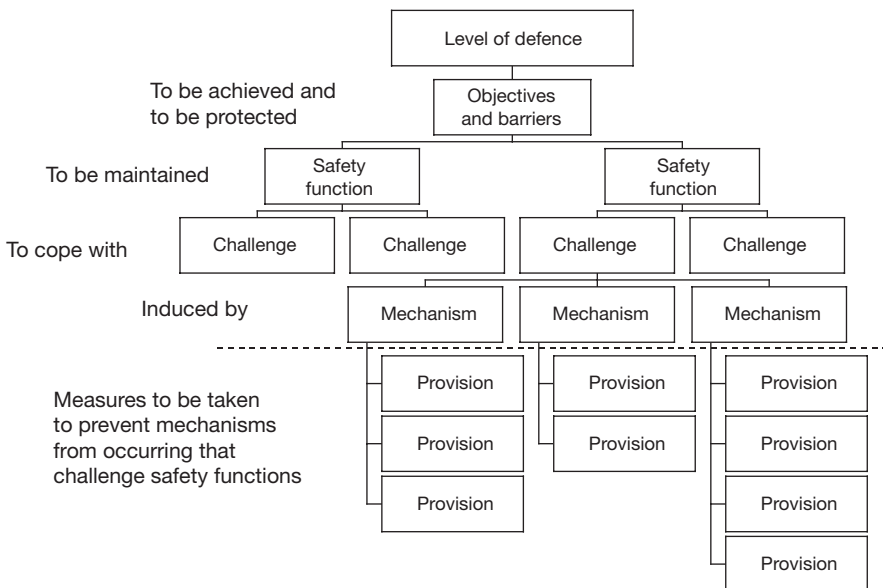 Level of defence
To be achieved and
to be protected
Objectives
and barriers
To be maintained
Safety
function
Safety
function
To cope with
Challenge
Challenge
Challenge
Challenge
Induced by
Mechanism
Mechanism
Mechanism
Measures to be taken
to prevent mechanisms
from occurring that
challenge safety functions
Provision
Provision
Provision
Provision
Provision
Provision
Provision
Provision
Provision